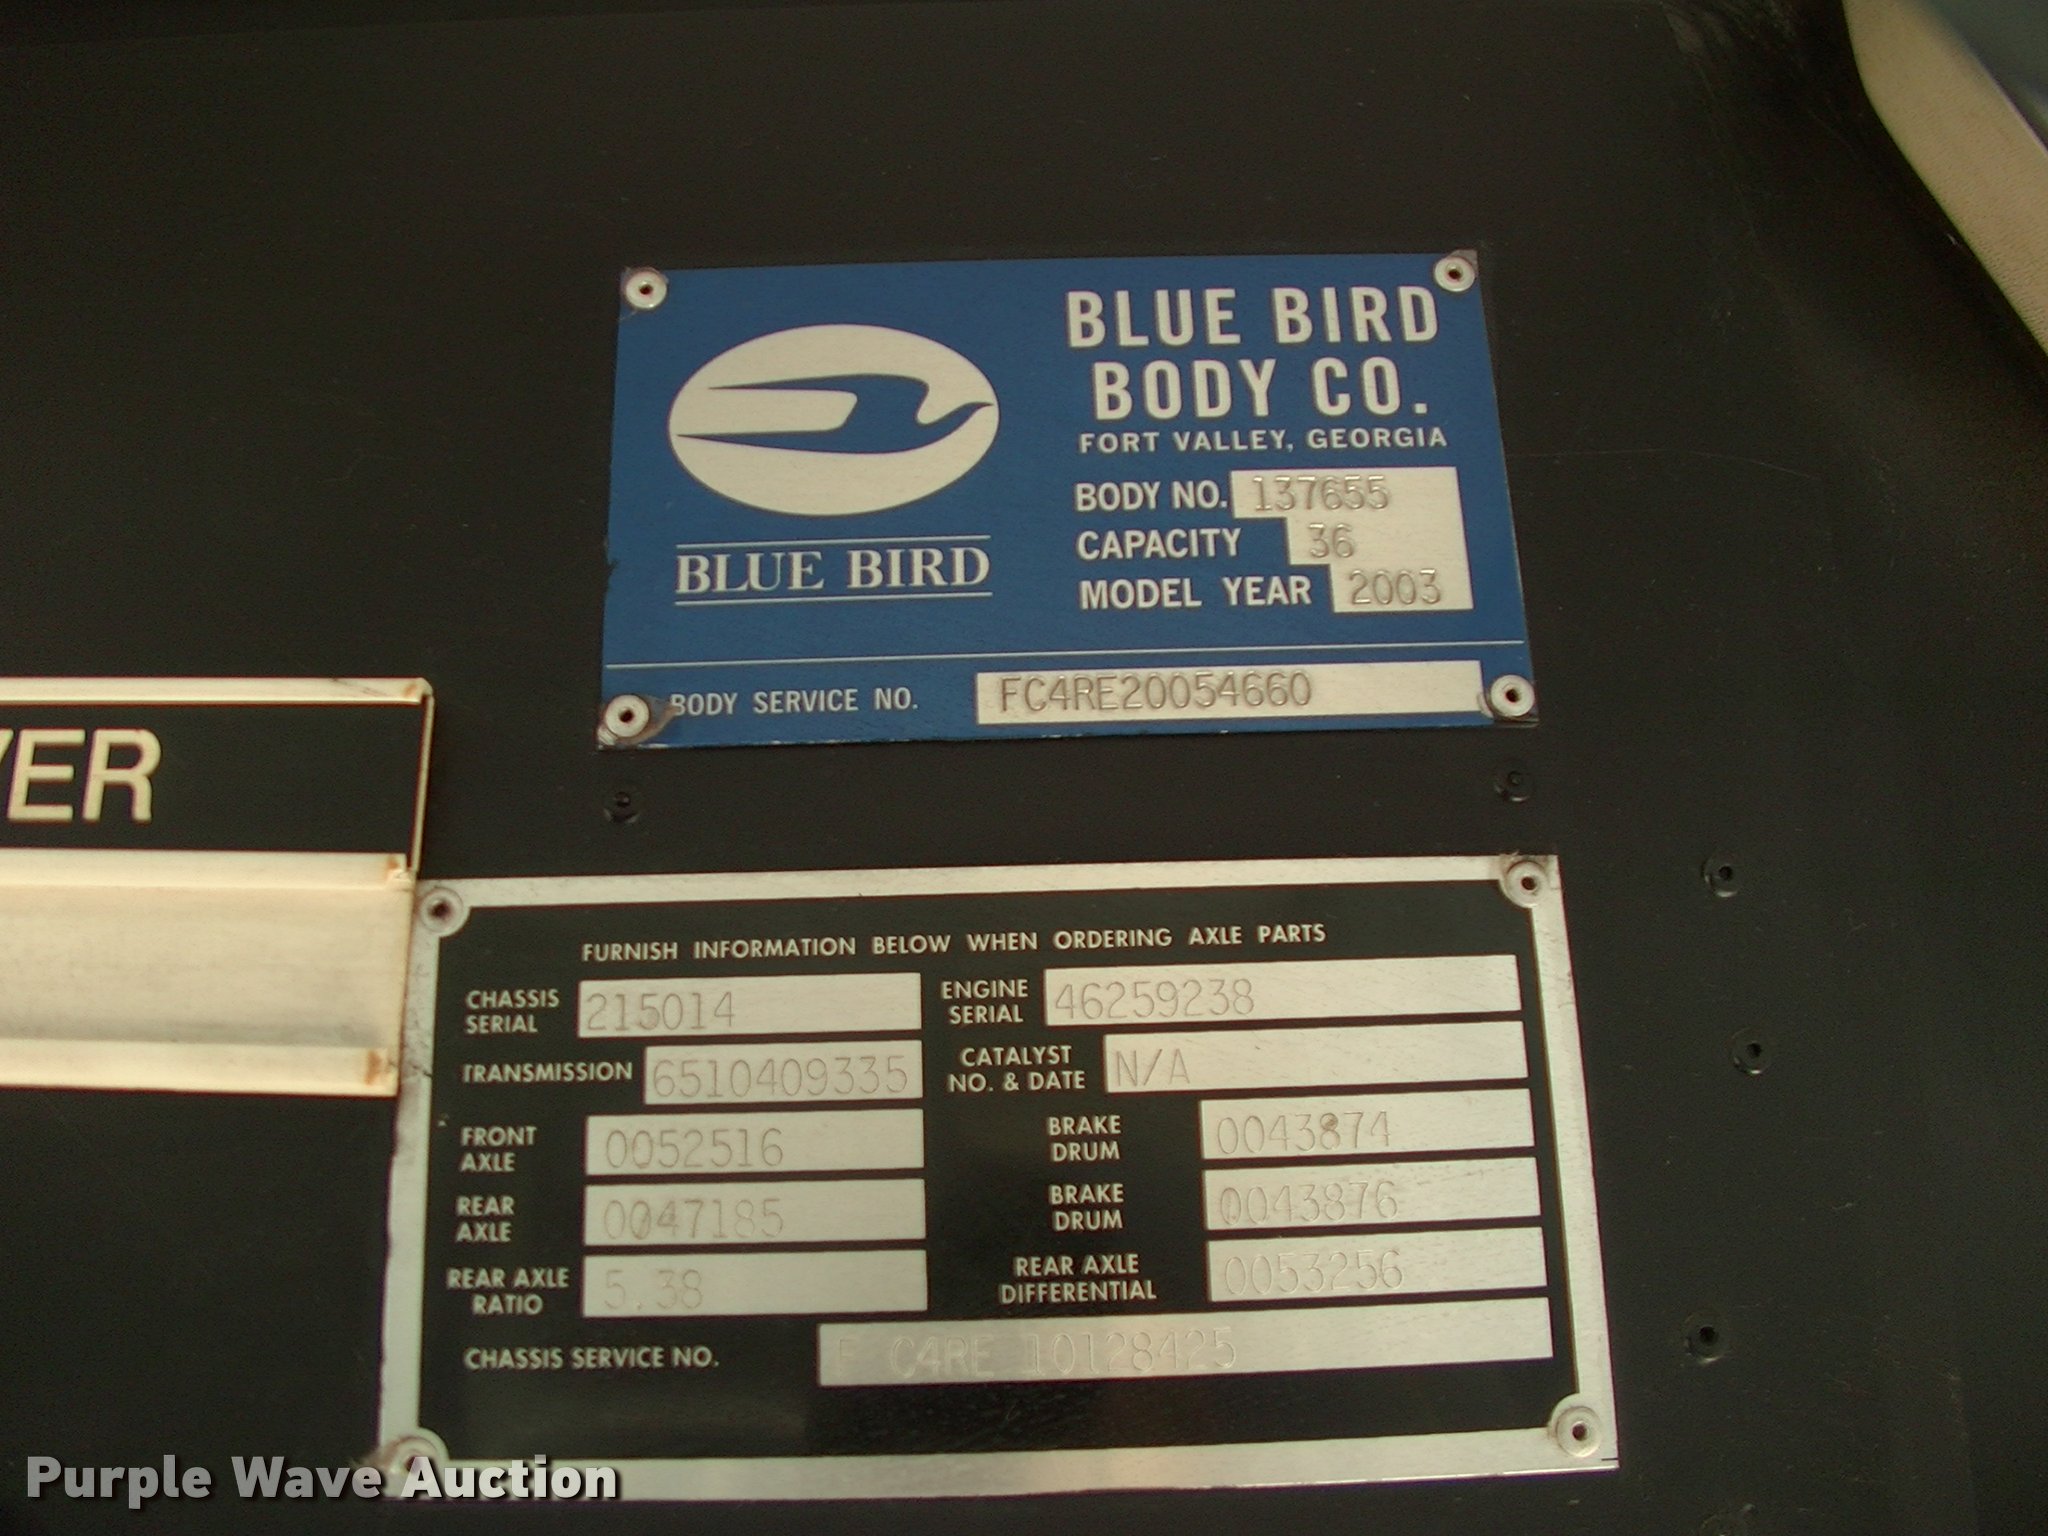 BLUE BIRD
BODY CO.
FORT VALLEY, GEORGIA
BODY NO. 137655
CAPACITY 36
MODEL YEAR 2003
BLUE BIRD
BODY SERVICE NO. FC4RE20054660
VER
FURNISH INFORMATION BELOW WHEN ORDERING AXLE PARTS
CHASSIS SERIAL 215014
ENGINE SERIAL 46259238
TRANSMISSION 6510409335
CATALYST NO. & DATE N/A
FRONT AXLE 0052516
BRAKE DRUM 0043874
REAR AXLE 0047185
BRAKE DRUM 0043876
REAR AXLE RATIO 5.38
REAR AXLE DIFFERENTIAL 0053256
CHASSIS SERVICE NO. F C4RE 10128425
Purple Wave Auction